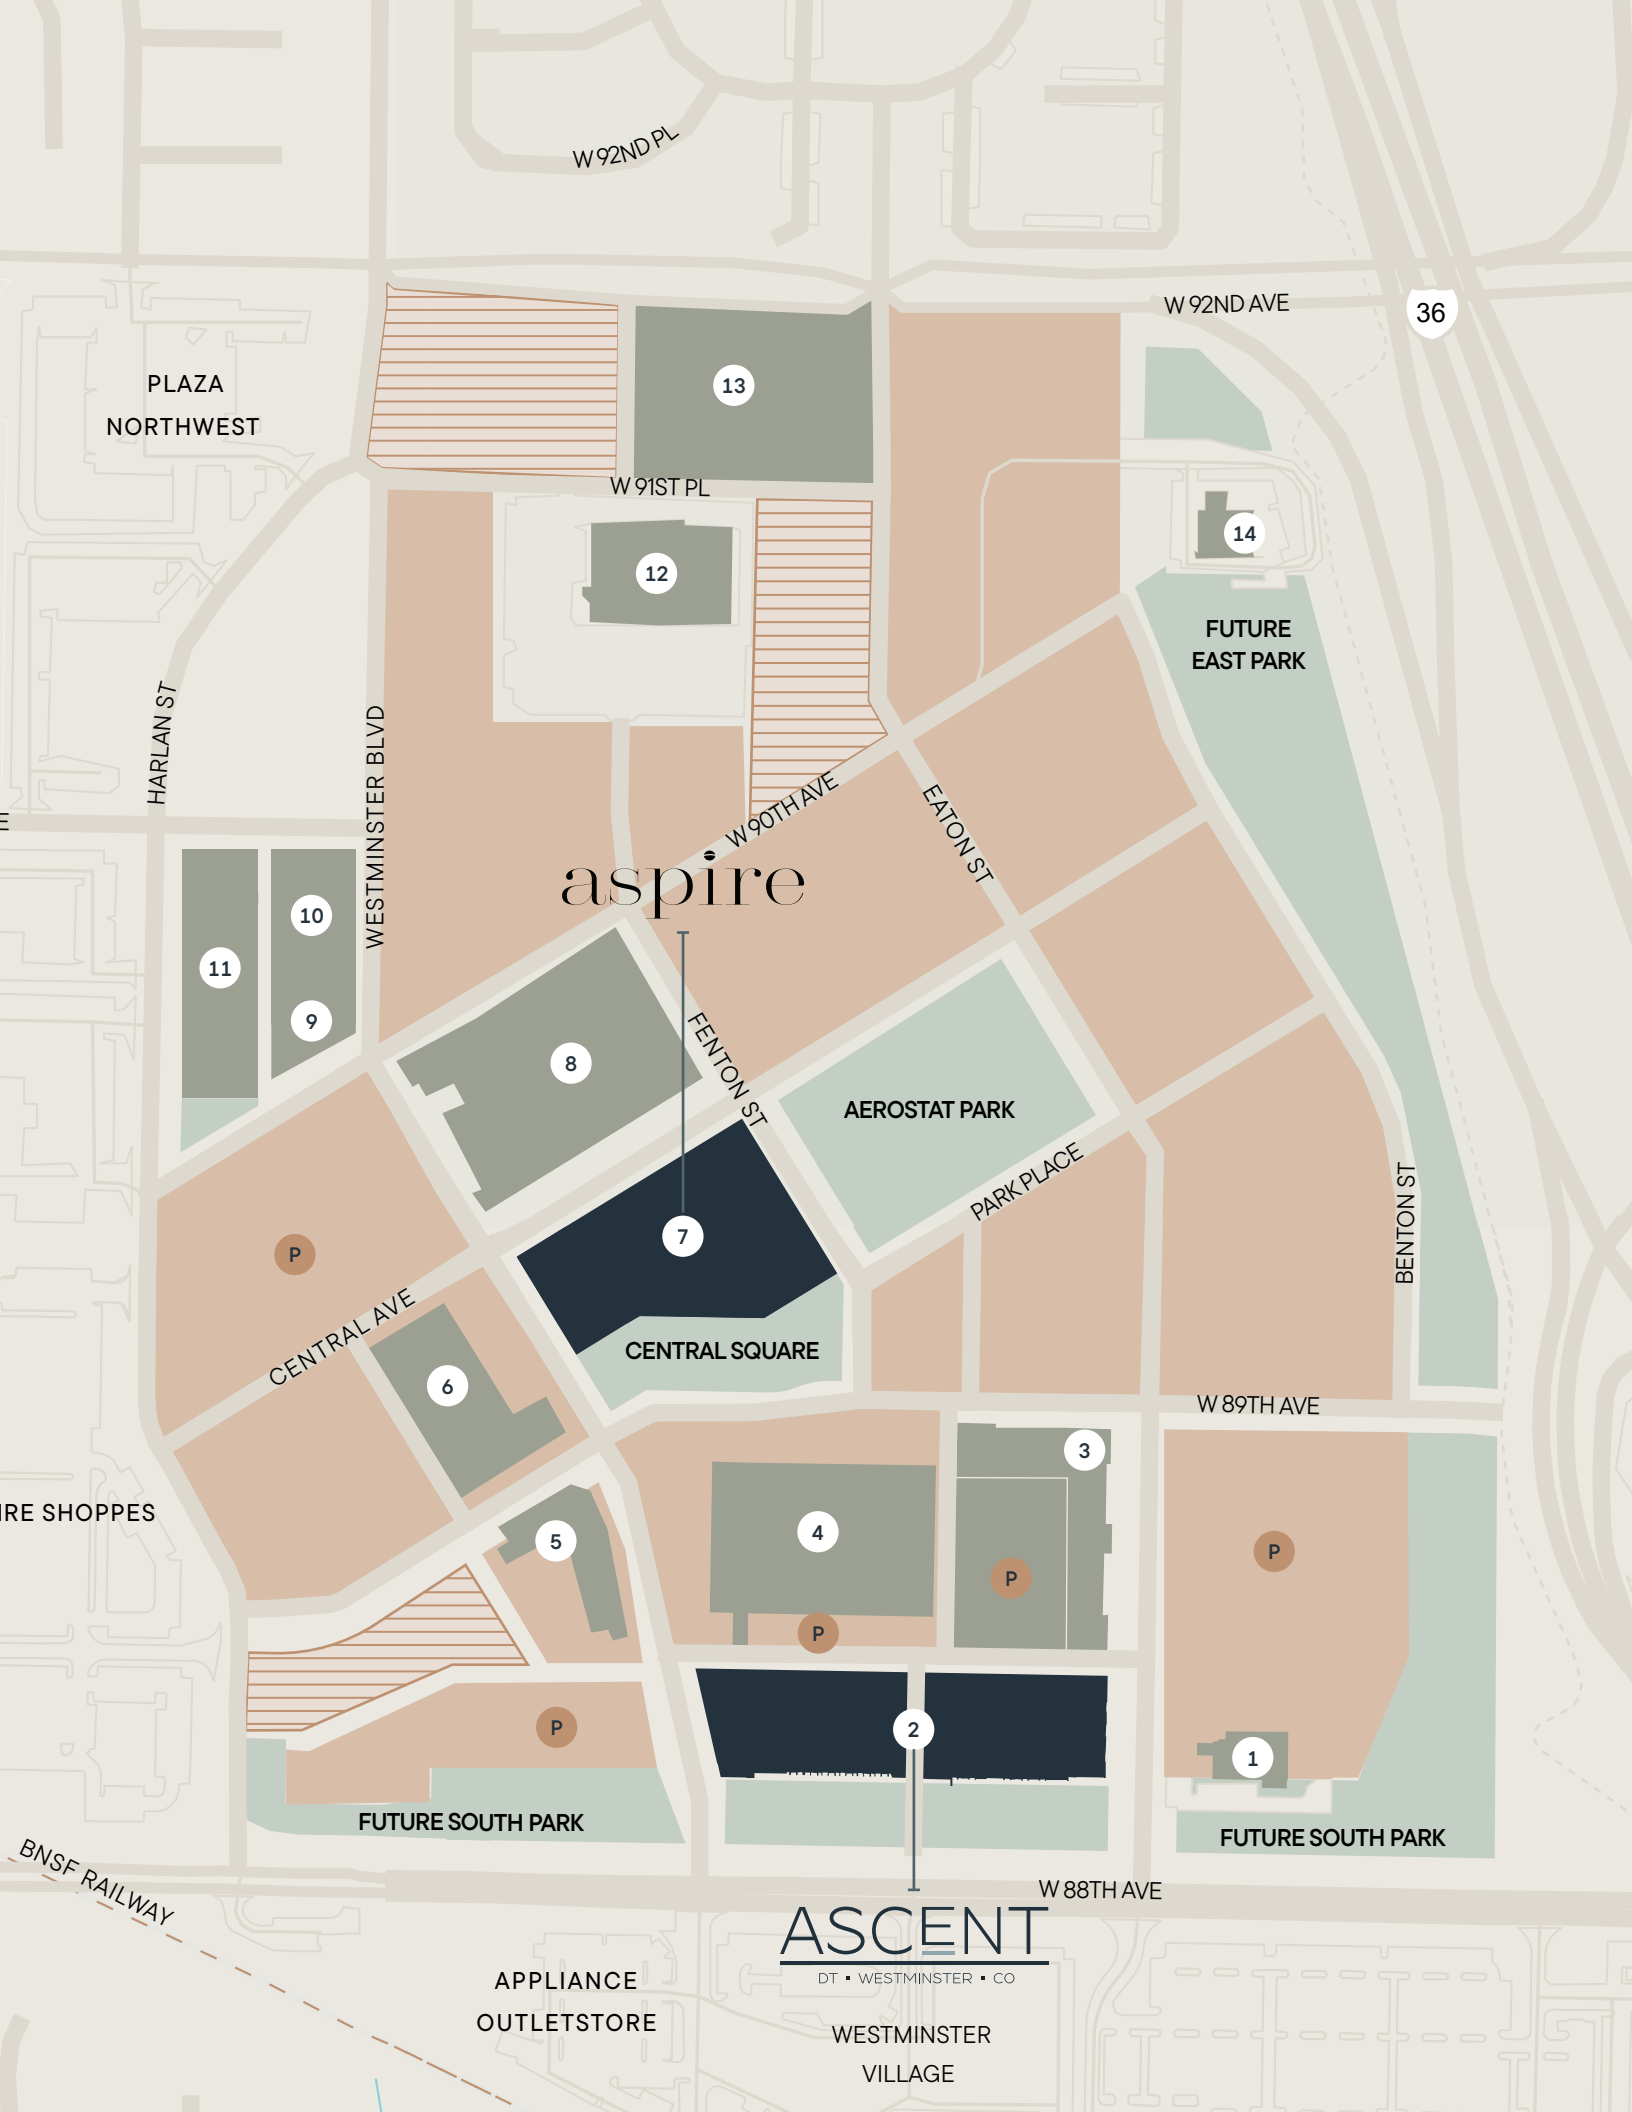 W 92ND PL
W 92ND AVE
36
PLAZA
NORTHWEST
13
W 91ST PL
14
12
FUTURE
EAST PARK
HARLAN ST
WESTMINSTER BLVD
W 90TH AVE
EATON ST
E
aspire
10
11
9
8
FENTON ST
AEROSTAT PARK
PARK PLACE
BENTON ST
7
P
CENTRAL AVE
CENTRAL SQUARE
6
W 89TH AVE
3
IRE SHOPPES
4
5
P
P
P
P
2
1
FUTURE SOUTH PARK
FUTURE SOUTH PARK
BNSF RAILWAY
W 88TH AVE
ASCENT
DT ▪ WESTMINSTER ▪ CO
APPLIANCE
OUTLETSTORE
WESTMINSTER
VILLAGE